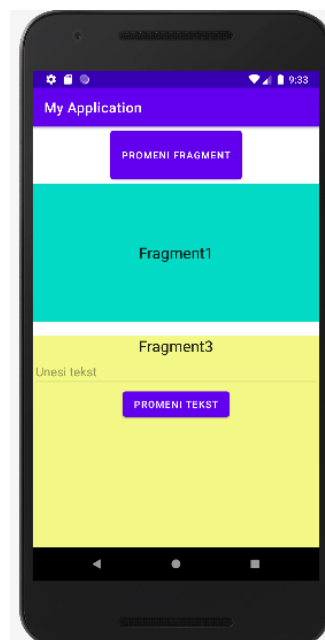 9:33
My Application
PROMENI FRAGMENT
Fragment1
Fragment3
Unesi tekst
PROMENI TEKST